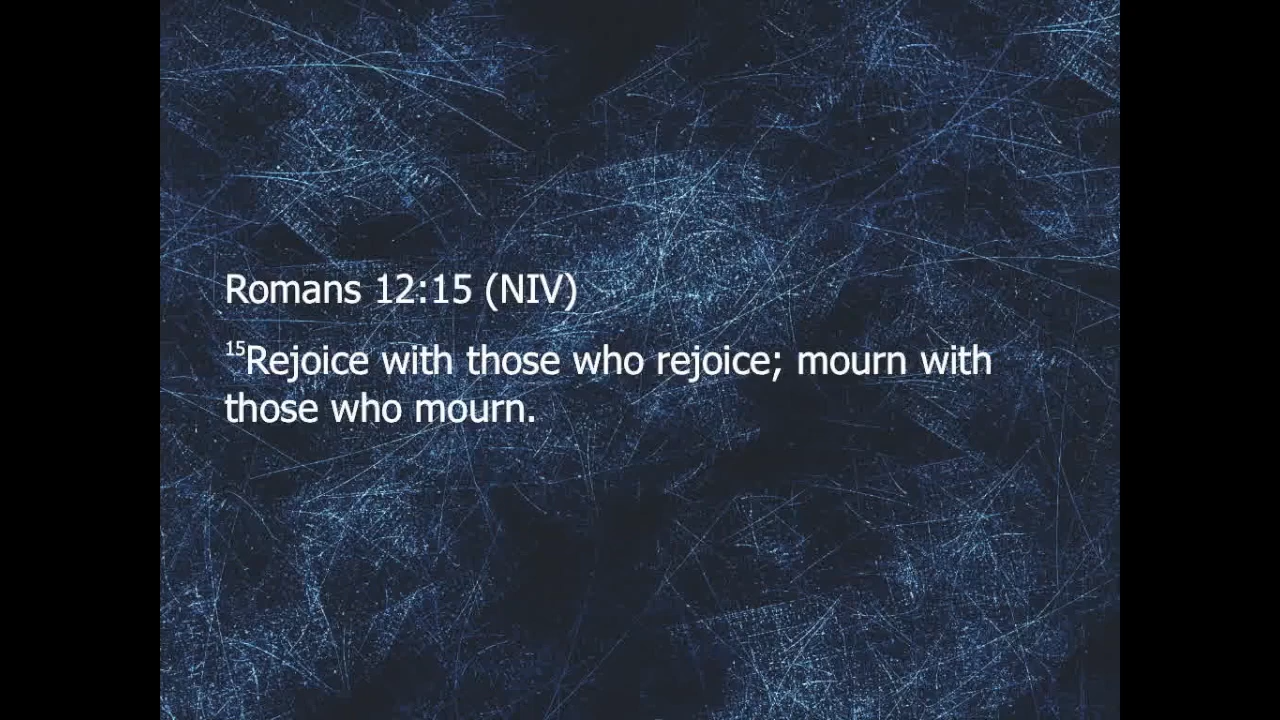 Romans 12:15 (NIV)
15Rejoice with those who rejoice; mourn with
those who mourn.